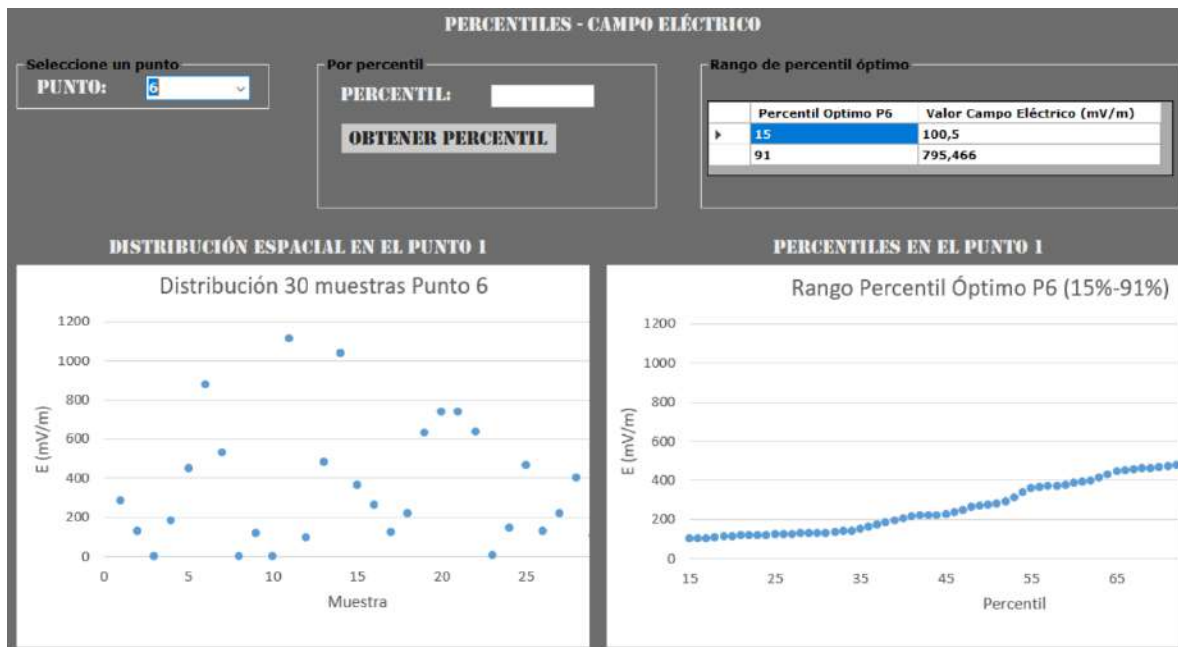 PERCENTILES - CAMPO ELÉCTRICO
Seleccione un punto
PUNTO: 6
Por percentil
PERCENTIL:
OBTENER PERCENTIL
Rango de percentil óptimo
Percentil Optimo P6 Valor Campo Eléctrico (mV/m)
15 100,5
91 795,466
DISTRIBUCIÓN ESPACIAL EN EL PUNTO 1
Distribución 30 muestras Punto 6
1200
1000
800
600
400
200
0
E (mV/m)
0 5 10 15 20 25
Muestra
PERCENTILES EN EL PUNTO 1
Rango Percentil Óptimo P6 (15%-91%)
1200
1000
800
600
400
200
0
E (mV/m)
15 25 35 45 55 65
Percentil